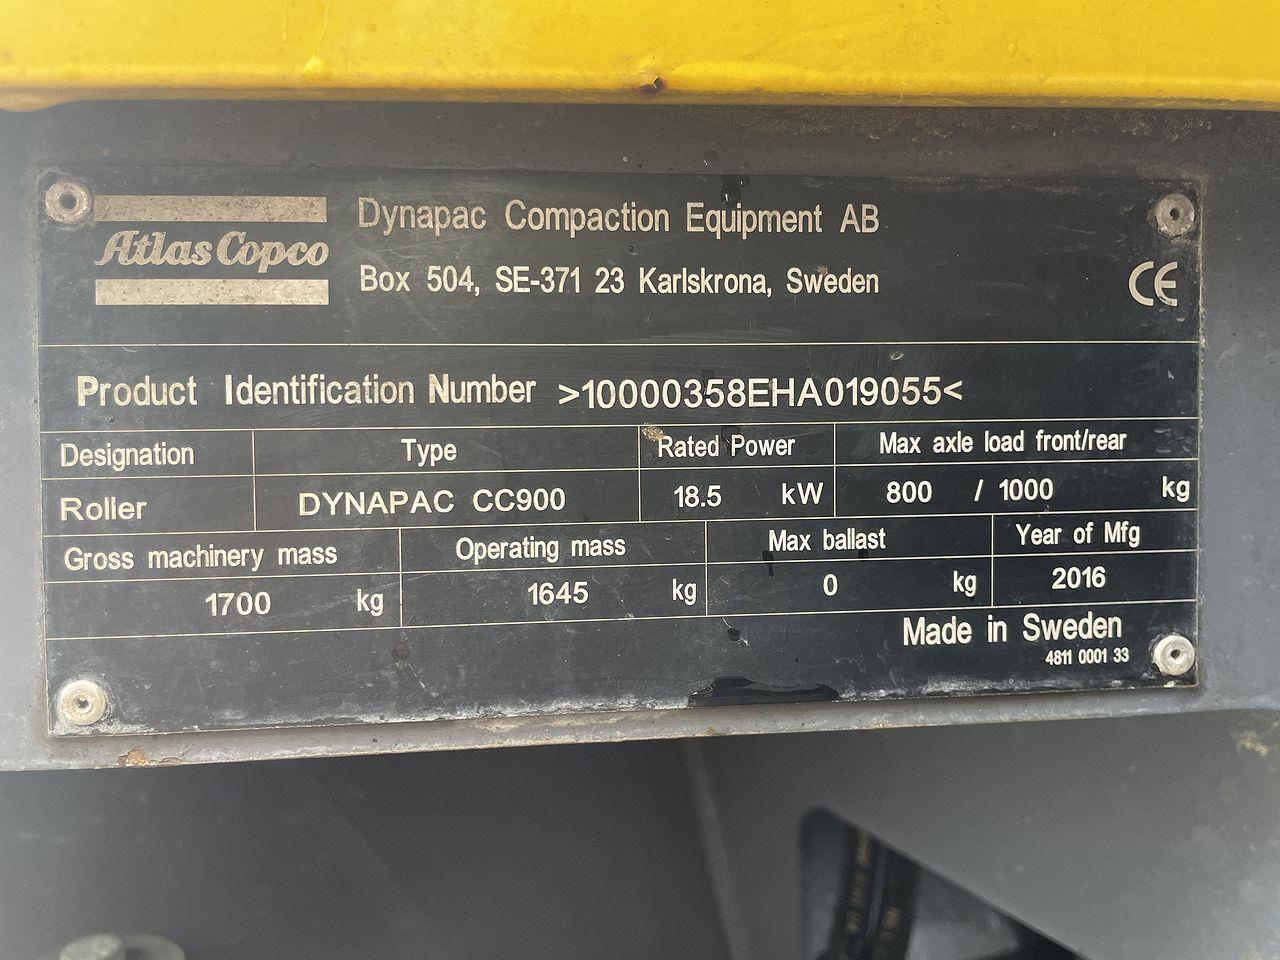 Atlas Copco
Dynapac Compaction Equipment AB
Box 504, SE-371 23 Karlskrona, Sweden
CE
Product Identification Number >10000358EHA019055<
Designation Type Rated Power Max axle load front/rear
Roller DYNAPAC CC900 18.5 kW 800 / 1000 kg
Gross machinery mass Operating mass Max ballast Year of Mfg
1700 kg 1645 kg 0 kg 2016
Made in Sweden
4811 0001 33